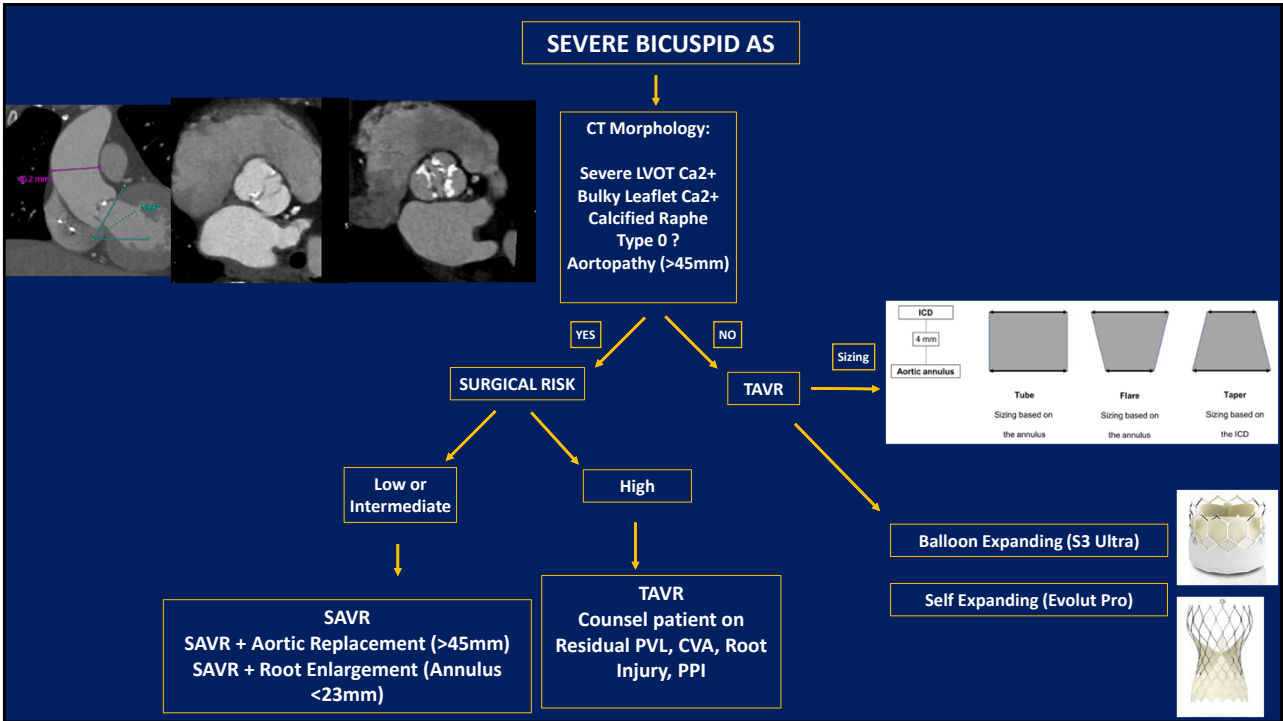 SEVERE BICUSPID AS
CT Morphology:
Severe LVOT Ca2+
Bulky Leaflet Ca2+
Calcified Raphe
Type 0 ?
Aortopathy (>45mm)
YES
NO
Sizing
ICD
4 mm
Aortic annulus
Tube
Sizing based on
the annulus
Flare
Sizing based on
the annulus
Taper
Sizing based on
the ICD
SURGICAL RISK
TAVR
Low or
Intermediate
High
Balloon Expanding (S3 Ultra)
Self Expanding (Evolut Pro)
SAVR
SAVR + Aortic Replacement (>45mm)
SAVR + Root Enlargement (Annulus
<23mm)
TAVR
Counsel patient on
Residual PVL, CVA, Root
Injury, PPI